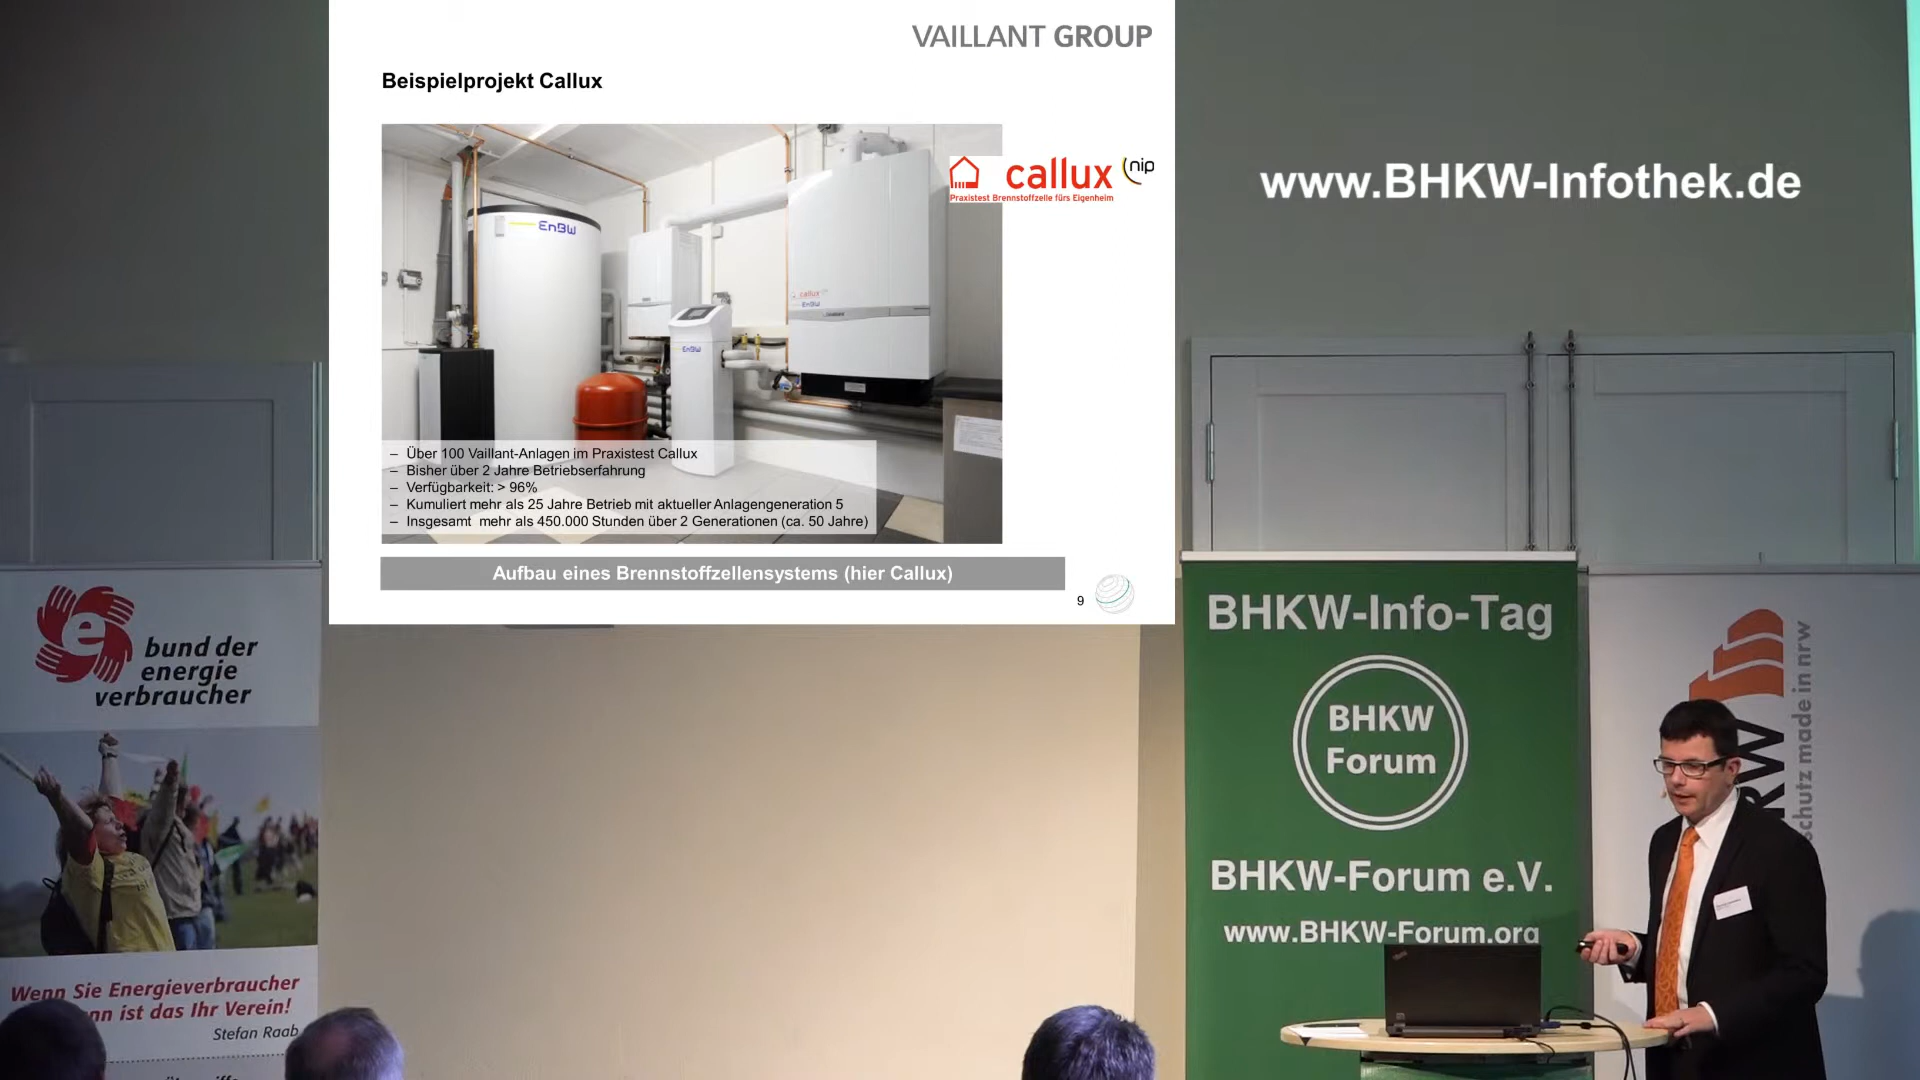 VAILLANT GROUP
Beispielprojekt Callux
callux
nip
Praxistest Brennstoffzelle fürs Eigenheim
EnBW
callux
EnBW
EnBW
– Über 100 Vaillant-Anlagen im Praxistest Callux
– Bisher über 2 Jahre Betriebserfahrung
– Verfügbarkeit: > 96%
– Kumuliert mehr als 25 Jahre Betrieb mit aktueller Anlagengeneration 5
– Insgesamt mehr als 450.000 Stunden über 2 Generationen (ca. 50 Jahre)
Aufbau eines Brennstoffzellensystems (hier Callux)
9
www.BHKW-Infothek.de
e
bund der
energie
verbraucher
Wenn Sie Energieverbraucher
ist das Ihr Verein!
Stefan Raab
BHKW-Info-Tag
BHKW
Forum
BHKW-Forum e.V.
www.BHKW-Forum.org
RW
schutz made in nrw